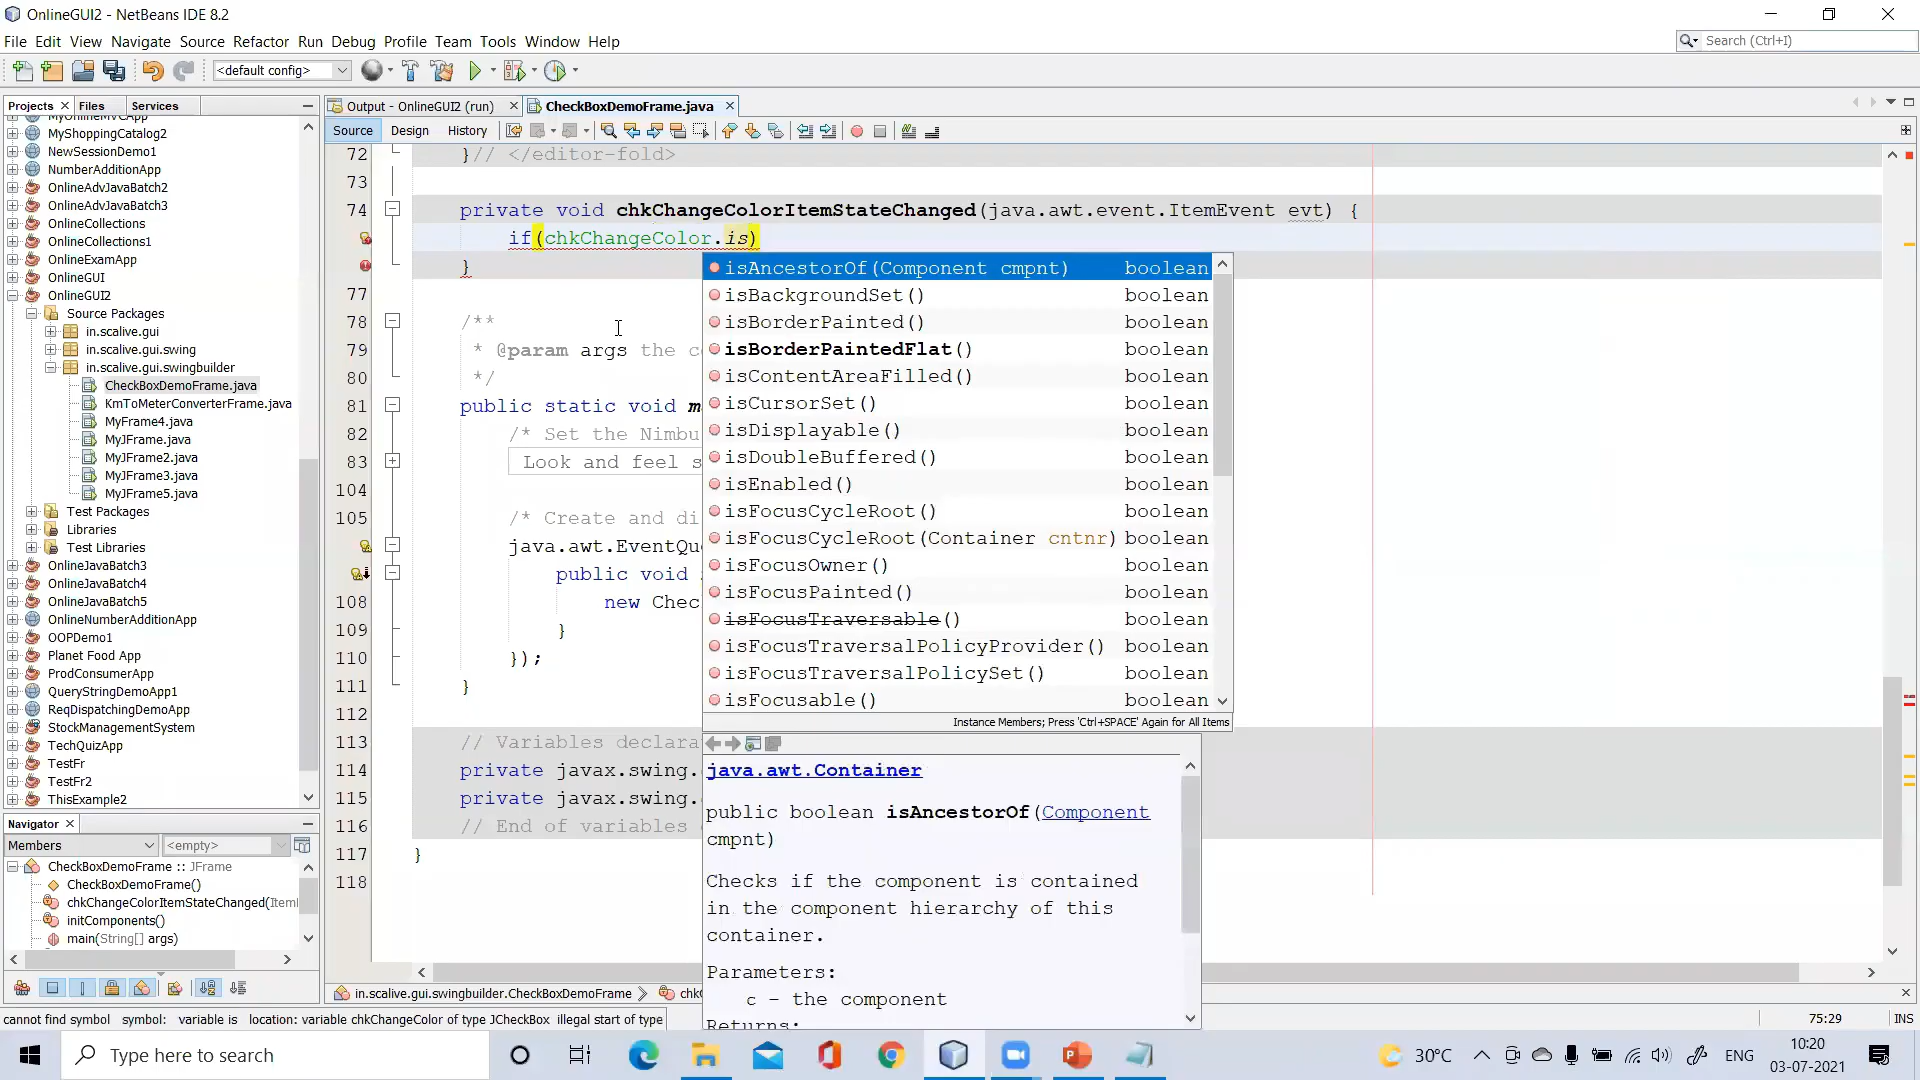 OnlineGUI2 - NetBeans IDE 8.2
File Edit View Navigate Source Refactor Run Debug Profile Team Tools Window Help
Search (Ctrl+I)
<default config>
Projects Files Services
MyOnlineMVCApp
MyShoppingCatalog2
NewSessionDemo1
NumberAdditionApp
OnlineAdvJavaBatch2
OnlineAdvJavaBatch3
OnlineCollections
OnlineCollections1
OnlineExamApp
OnlineGUI
OnlineGUI2
Source Packages
in.scalive.gui
in.scalive.gui.swing
in.scalive.gui.swingbuilder
CheckBoxDemoFrame.java
KmToMeterConverterFrame.java
MyFrame4.java
MyJFrame.java
MyJFrame2.java
MyJFrame3.java
MyJFrame5.java
Test Packages
Libraries
Test Libraries
OnlineJavaBatch3
OnlineJavaBatch4
OnlineJavaBatch5
OnlineNumberAdditionApp
OOPDemo1
Planet Food App
ProdConsumerApp
QueryStringDemoApp1
ReqDispatchingDemoApp
StockManagementSystem
TechQuizApp
TestFr
TestFr2
ThisExample2
Navigator
Members <empty>
CheckBoxDemoFrame :: JFrame
CheckBoxDemoFrame()
chkChangeColorItemStateChanged(Item
initComponents()
main(String[] args)
Output - OnlineGUI2 (run) CheckBoxDemoFrame.java
Source Design History
72 }// </editor-fold>
73
74 private void chkChangeColorItemStateChanged(java.awt.event.ItemEvent evt) {
if(chkChangeColor.is)
}
77
78 /**
79 * @param args the c
80 */
81 public static void m
82 /* Set the Nimbu
83 Look and feel s
104
105 /* Create and di
java.awt.EventQu
public void
108 new Chec
109 }
110 });
111 }
112
113 // Variables declara
114 private javax.swing.
115 private javax.swing.
116 // End of variables
117 }
118
isAncestorOf(Component cmpnt) boolean
isBackgroundSet() boolean
isBorderPainted() boolean
isBorderPaintedFlat() boolean
isContentAreaFilled() boolean
isCursorSet() boolean
isDisplayable() boolean
isDoubleBuffered() boolean
isEnabled() boolean
isFocusCycleRoot() boolean
isFocusCycleRoot(Container cntnr) boolean
isFocusOwner() boolean
isFocusPainted() boolean
isFocusTraversable() boolean
isFocusTraversalPolicyProvider() boolean
isFocusTraversalPolicySet() boolean
isFocusable() boolean
Instance Members; Press 'Ctrl+SPACE' Again for All Items
java.awt.Container
public boolean isAncestorOf(Component
cmpnt)
Checks if the component is contained
in the component hierarchy of this
container.
Parameters:
c - the component
Returns:
in.scalive.gui.swingbuilder.CheckBoxDemoFrame chk
cannot find symbol symbol: variable is location: variable chkChangeColor of type JCheckBox illegal start of type
75:29 INS
Type here to search
30°C
ENG
10:20
03-07-2021